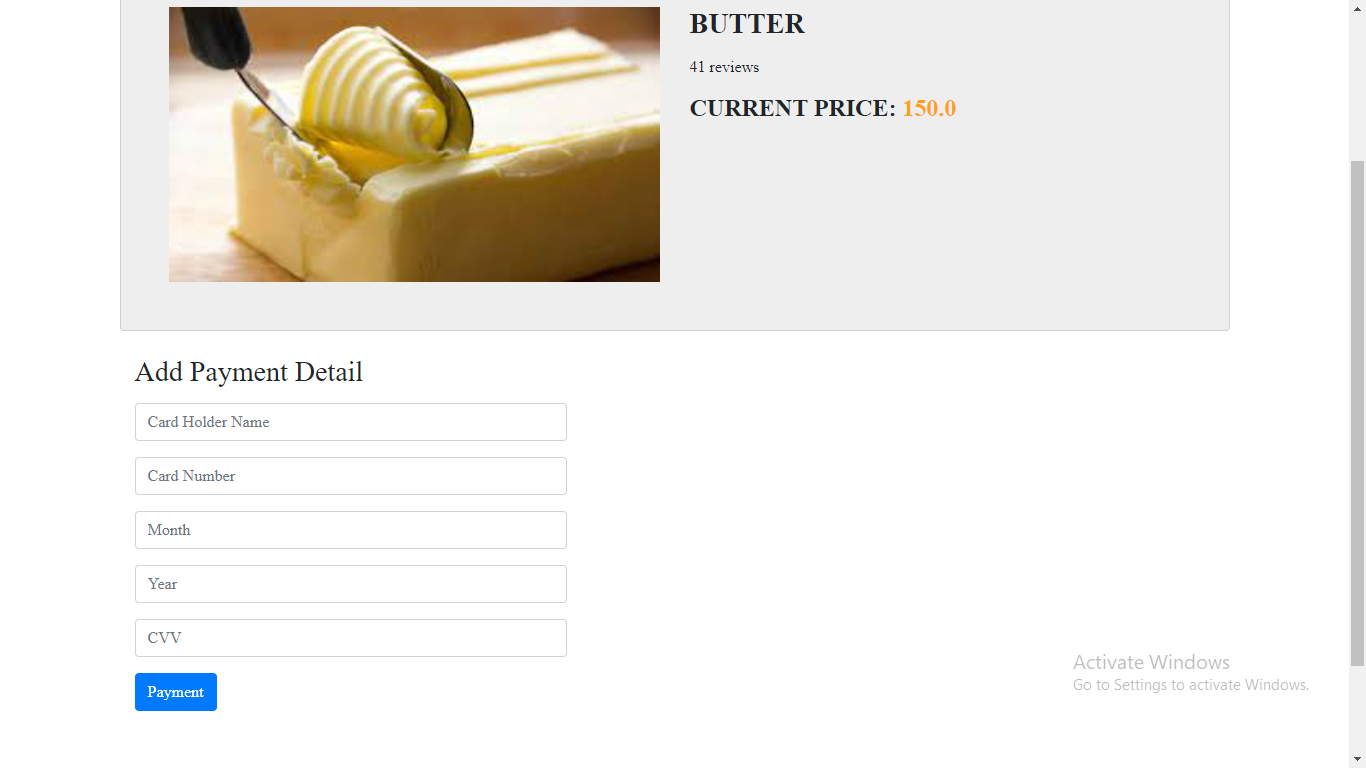 BUTTER
41 reviews
CURRENT PRICE: 150.0
Add Payment Detail
Card Holder Name
Card Number
Month
Year
CVV
Payment
Activate Windows
Go to Settings to activate Windows.